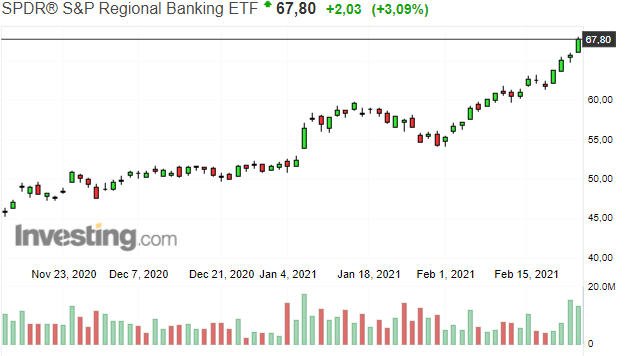 SPDR® S&P Regional Banking ETF 67,80 +2,03 (+3,09%)
67,80
60,00
55,00
50,00
45,00
40,00
Investing.com
Nov 23, 2020 Dec 7, 2020 Dec 21, 2020 Jan 4, 2021 Jan 18, 2021 Feb 1, 2021 Feb 15, 2021
20.0M
0